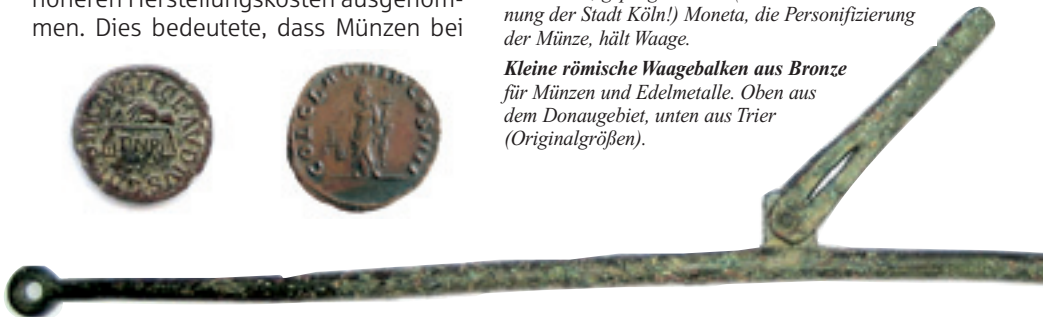 höheren Herstellungskosten ausgenom-
men. Dies bedeutete, dass Münzen bei
PNR
nung der Stadt Köln!) Moneta, die Personifizierung
der Münze, hält Waage.
Kleine römische Waagebalken aus Bronze
für Münzen und Edelmetalle. Oben aus
dem Donaugebiet, unten aus Trier
(Originalgrößen).